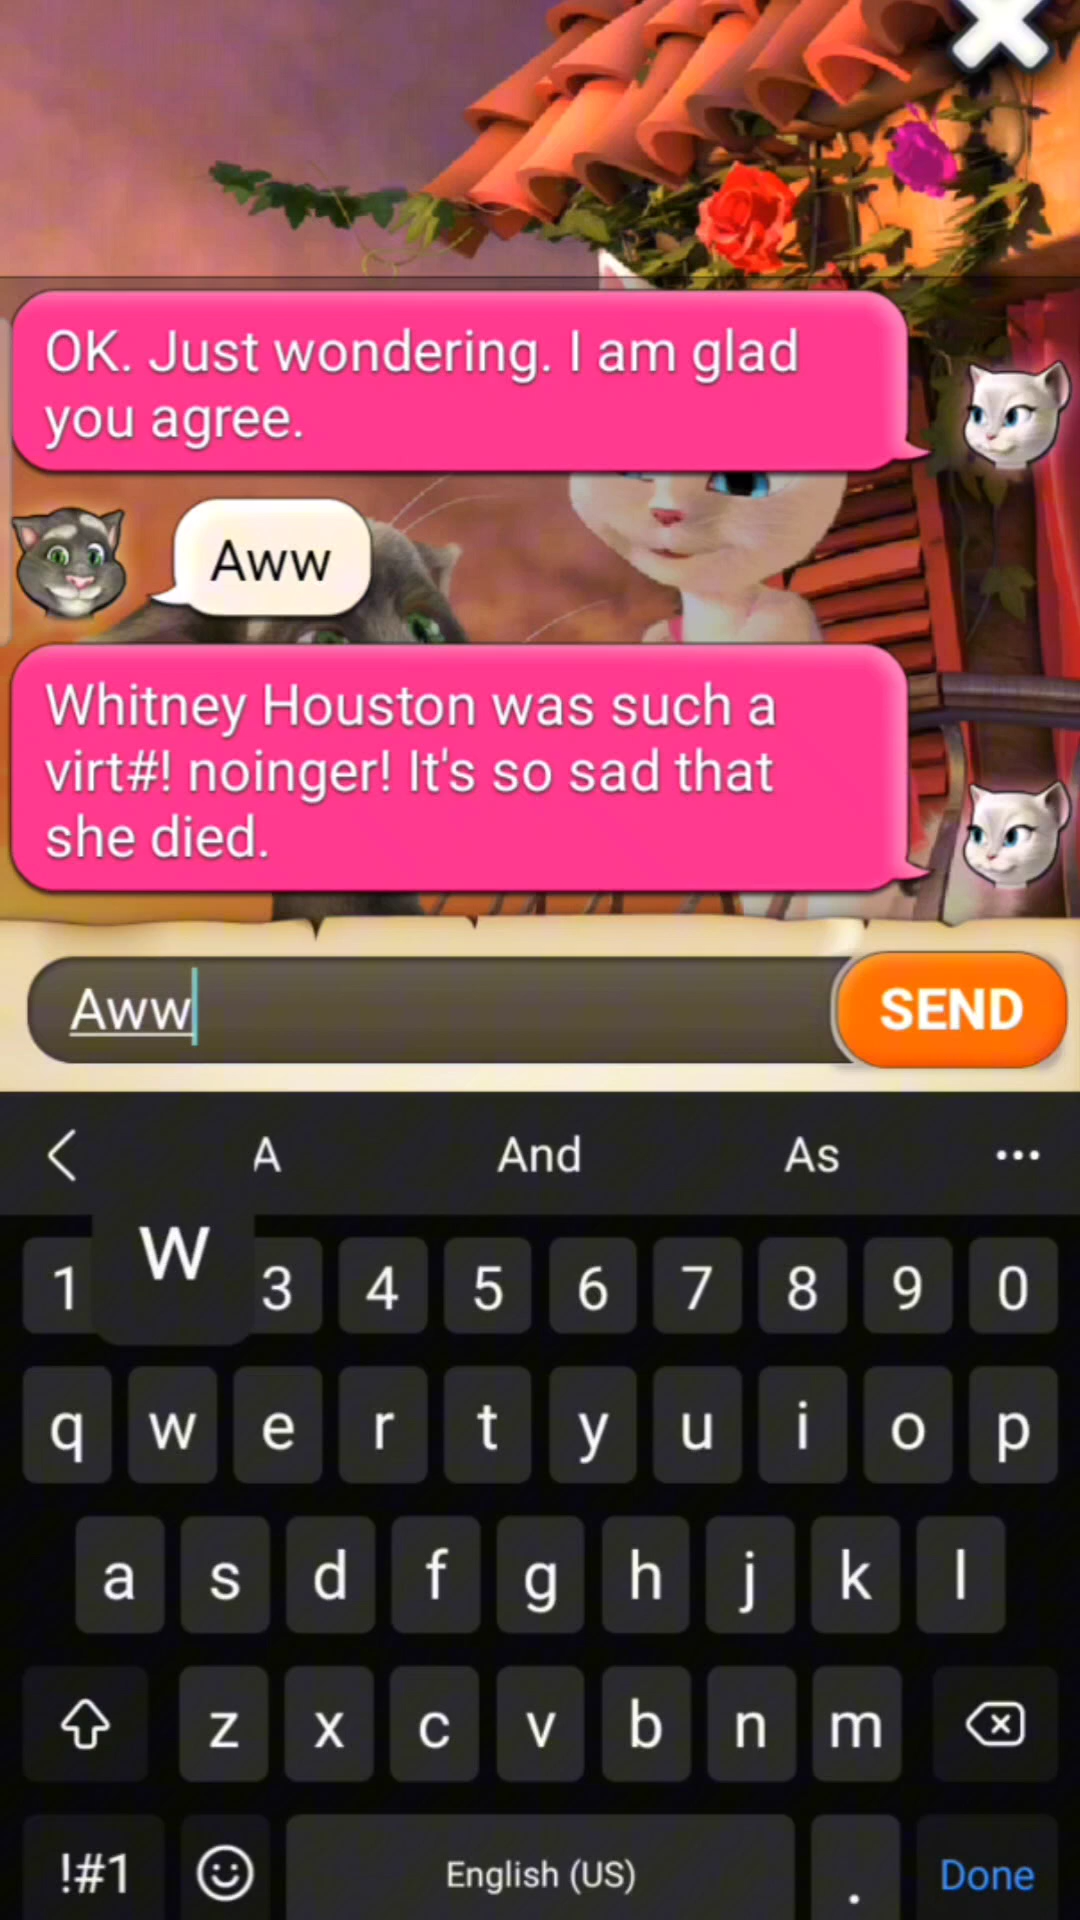 OK. Just wondering. I am glad
you agree.
Aww
Whitney Houston was such a
virt#! noinger! It's so sad that
she died.
Aww
SEND
A And As ...
W
1 3 4 5 6 7 8 9 0
q w e r t y u i o p
a s d f g h j k l
z x c v b n m
!#1 English (US) . Done